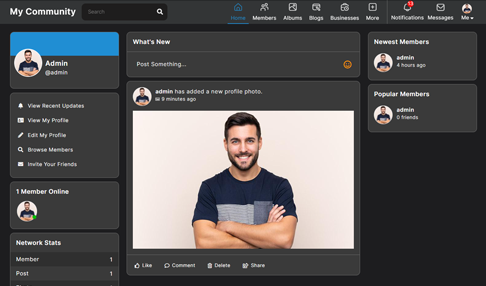 My Community
Search
Home
Members
Albums
Blogs
Businesses
More
13
Notifications
Messages
Me
Admin
@admin
View Recent Updates
View My Profile
Edit My Profile
Browse Members
Invite Your Friends
1 Member Online
Network Stats
Member 1
Post 1
What's New
Post Something...
admin has added a new profile photo.
9 minutes ago
Like
Comment
Delete
Share
Newest Members
admin
4 hours ago
Popular Members
admin
0 friends